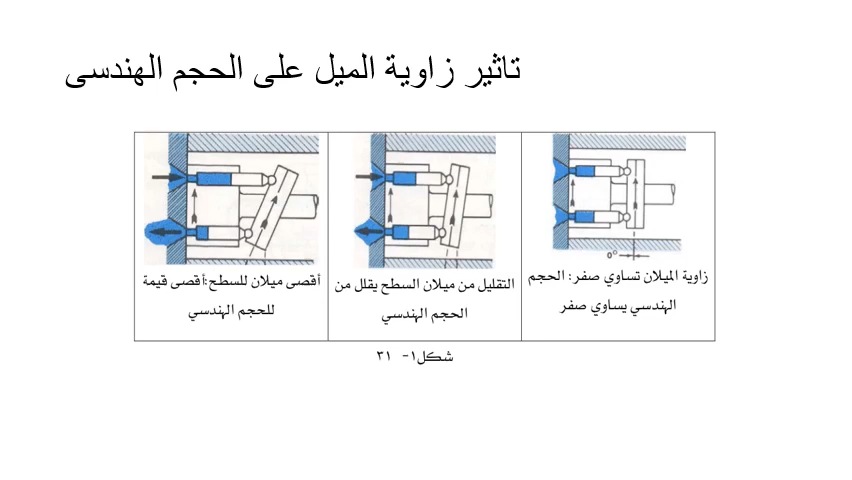 تاثير زاوية الميل على الحجم الهندسى
0°
زاوية الميلان تساوي صفر: الحجم
الهندسي يساوي صفر
التقليل من ميلان السطح يقلل من
الحجم الهندسي
أقصى ميلان للسطح:أقصى قيمة
للحجم الهندسي
شكل١- ٣١